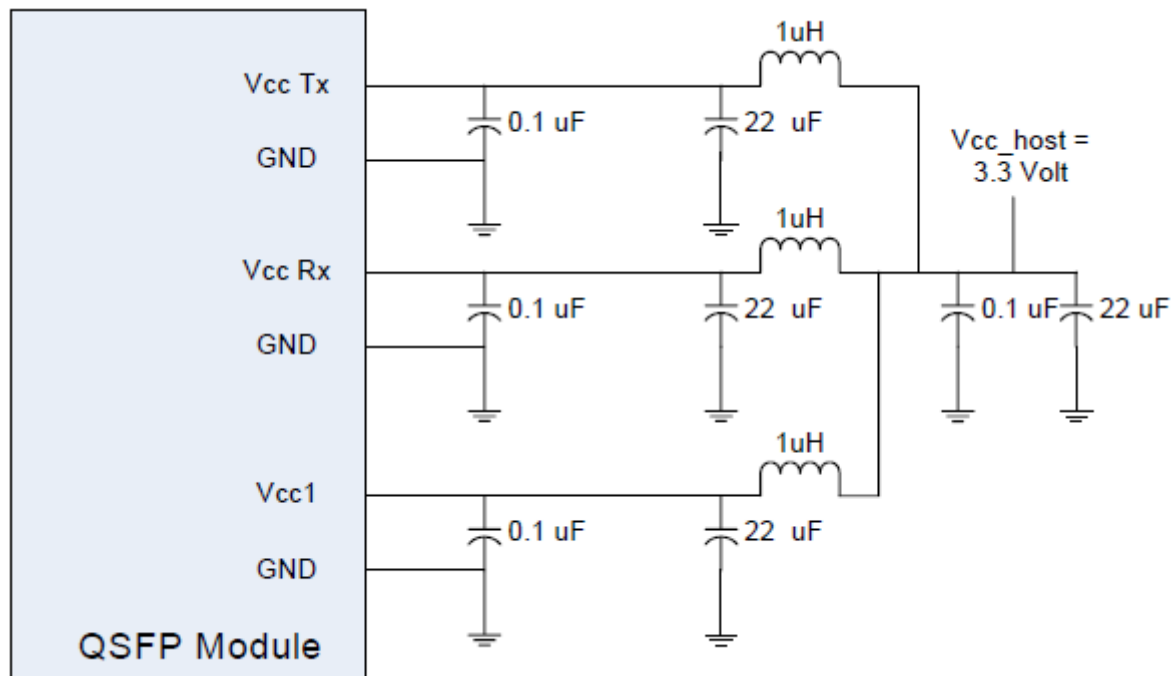 1uH
Vcc Tx
0.1 uF
22 uF
GND
Vcc_host =
3.3 Volt
1uH
Vcc Rx
0.1 uF
22 uF
0.1 uF
22 uF
GND
1uH
Vcc1
0.1 uF
22 uF
GND
QSFP Module